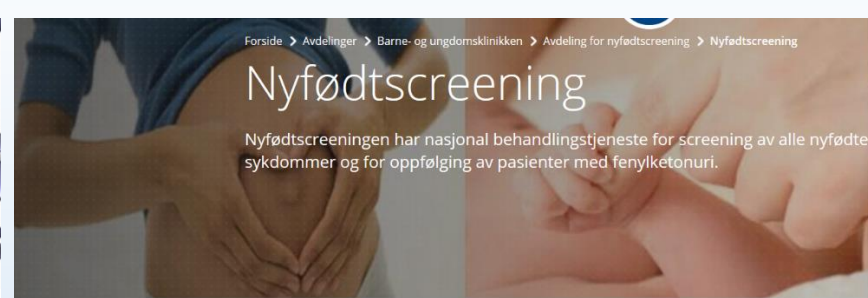 Forside > Avdelinger > Barne- og ungdomsklinikken > Avdeling for nyfødtscreening > Nyfødtscreening
Nyfødtscreening
Nyfødtscreeningen har nasjonal behandlingstjeneste for screening av alle nyfødte
sykdommer og for oppfølging av pasienter med fenylketonuri.